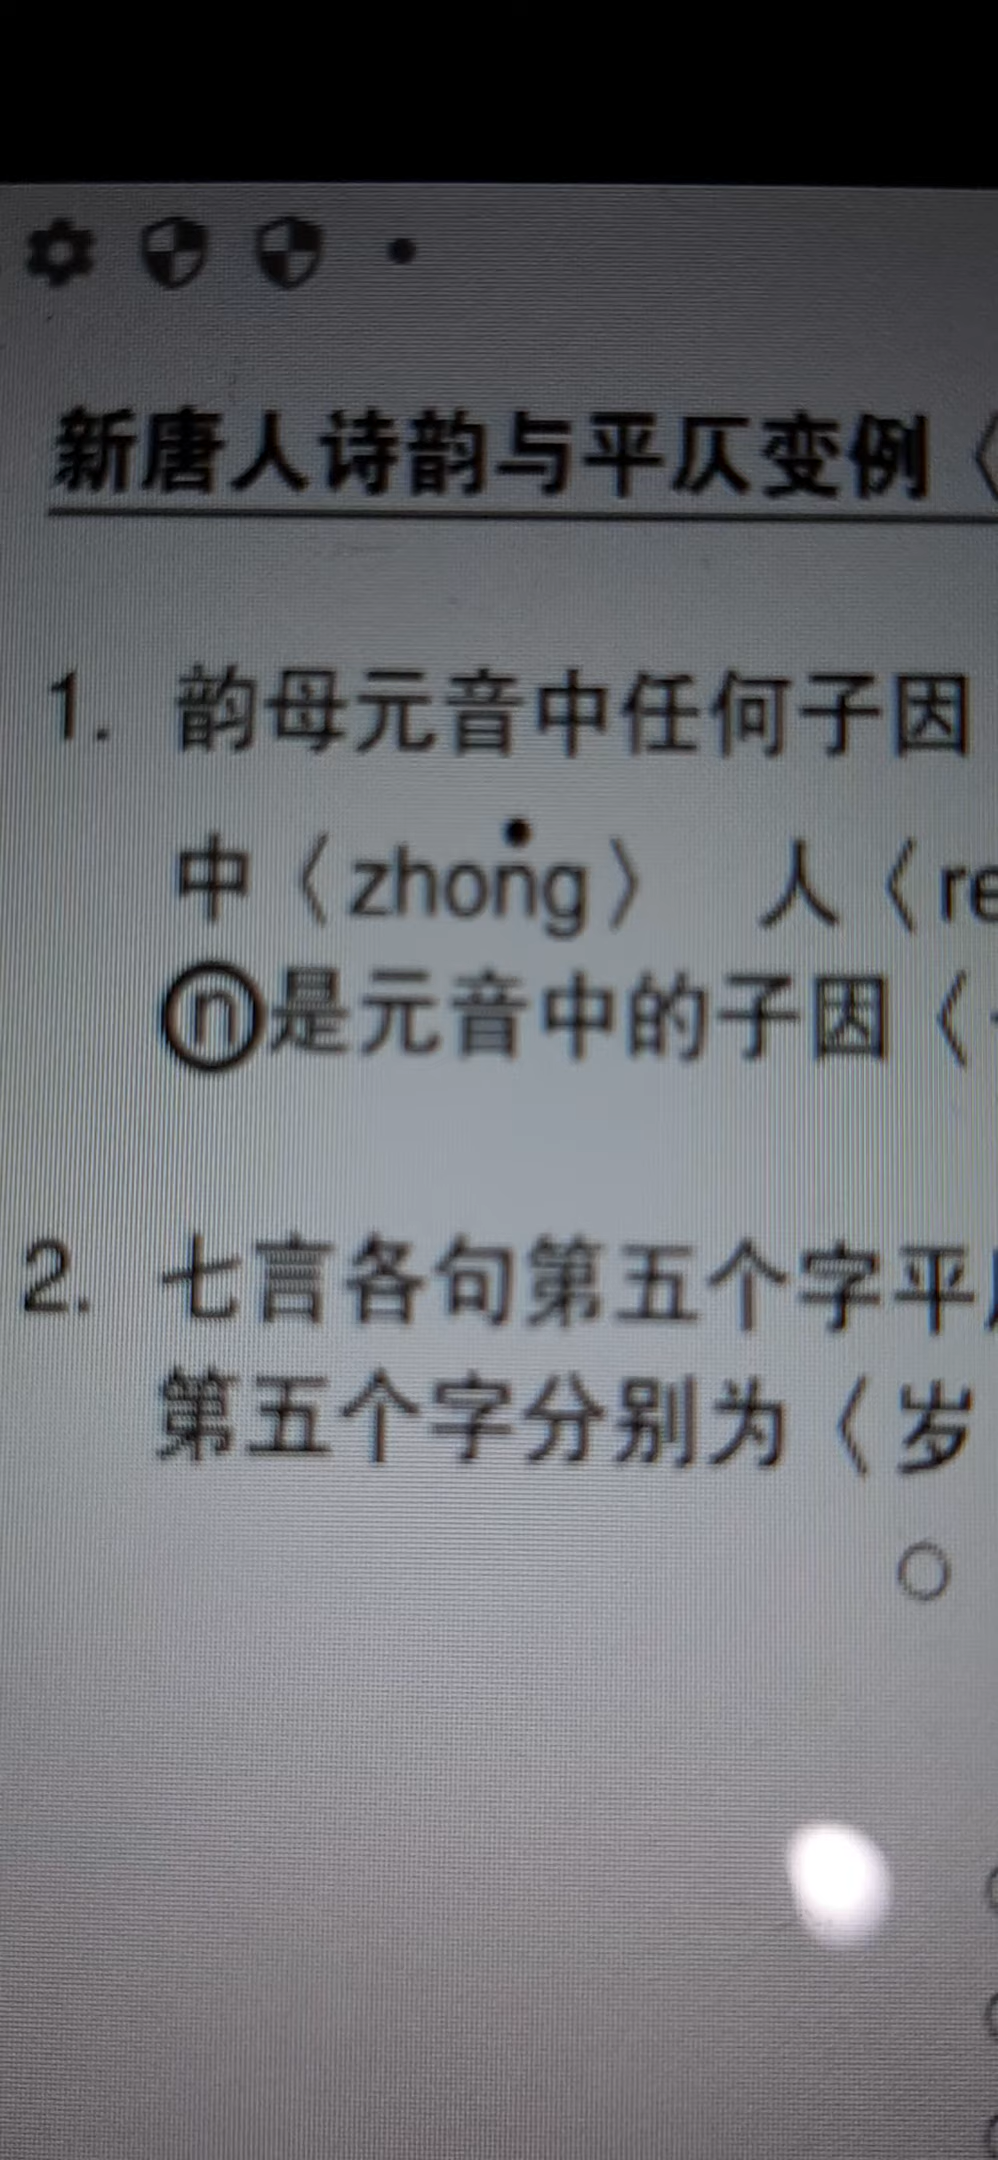 新唐人诗韵与平仄变例〈
1. 韵母元音中任何子因
中〈zhong〉 人〈re
ⓝ是元音中的子因〈
2. 七言各句第五个字平
第五个字分别为〈岁